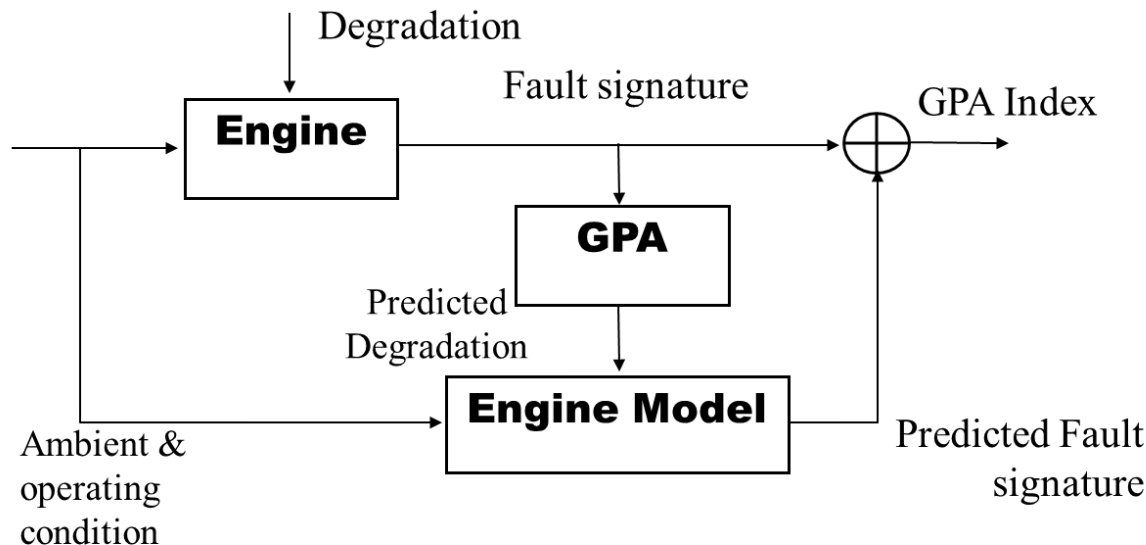 Degradation
Fault signature
GPA Index
Engine
GPA
Predicted
Degradation
Engine Model
Ambient &
operating
condition
Predicted Fault
signature